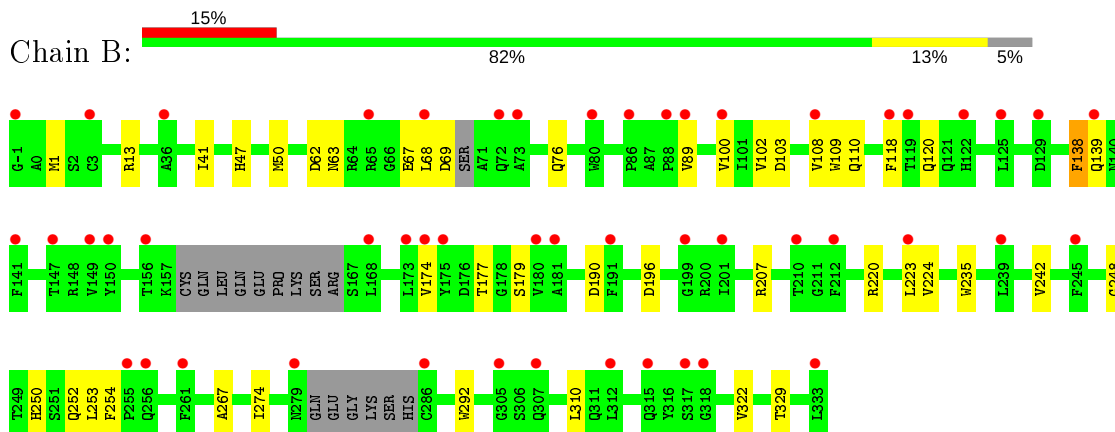 15%
Chain B:
82% 13% 5%
G-1 A0 M1 S2 C3 R13 A36 I41 H47 M50 D62 N63 R64 R65 G66 E67 L68 D69 SER A71 Q72 A73 Q76 W80 P86 A87 P88 V89 V100 I101 V102 D103 V108 W109 Q110 F118 T119 Q120 Q121 H122 L125 D129 F138 Q139 N140
F141 T147 R148 V149 Y150 T156 K157 CYS GLN LEU GLN GLU PRO LYS SER ARG S167 L168 L173 V174 Y175 D176 T177 G178 S179 V180 A181 D190 F191 D196 G199 R200 I201 R207 T210 G211 F212 R220 L223 V224 W235 L239 V242 F245 G248
T249 H250 S251 Q252 L253 F254 P255 Q256 F261 A267 I274 N279 GLN GLU GLY LYS SER HIS C286 W292 G305 S306 Q307 L310 Q311 L312 Q315 Y316 S317 G318 V322 T329 L333